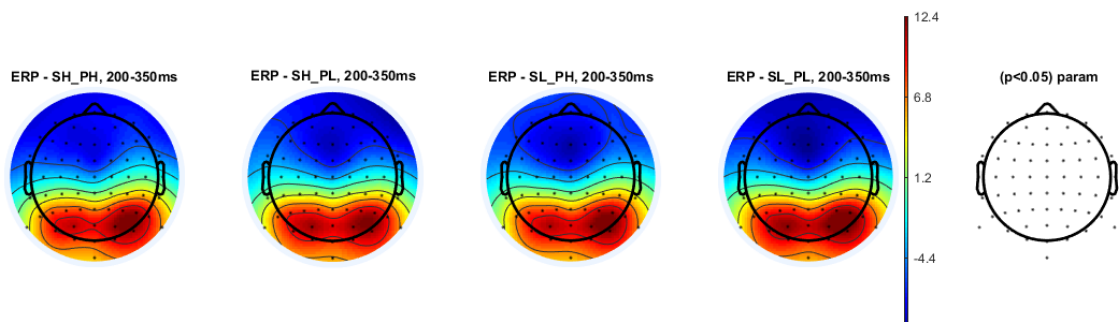 ERP - SH_PH, 200-350ms
ERP - SH_PL, 200-350ms
ERP - SL_PH, 200-350ms
ERP - SL_PL, 200-350ms
12.4
6.8
1.2
-4.4
(p<0.05) param